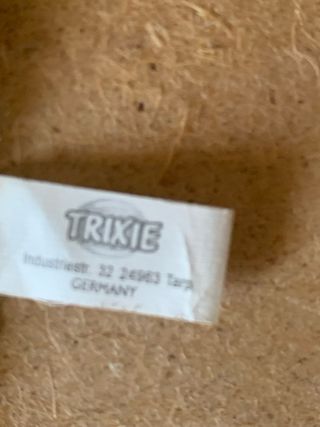 TRIXIE
Industriestr. 32 24963 Tarp
GERMANY